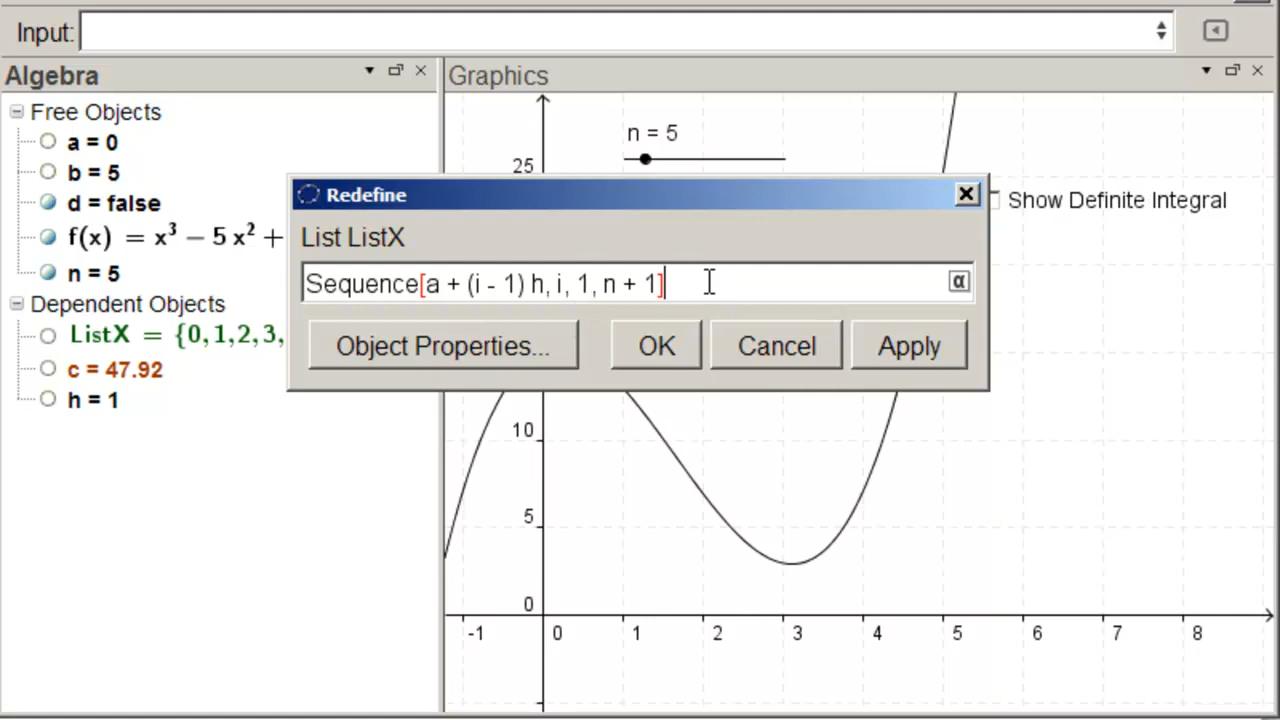 Input:
Algebra
Graphics
Free Objects
a = 0
b = 5
d = false
f(x) = x³ − 5 x² +
n = 5
Dependent Objects
ListX = {0, 1, 2, 3,
c = 47.92
h = 1
n = 5
25
Show Definite Integral
Redefine
List ListX
Sequence[a + (i - 1) h, i, 1, n + 1]
α
Object Properties...
OK
Cancel
Apply
10
5
0
-1 0 1 2 3 4 5 6 7 8